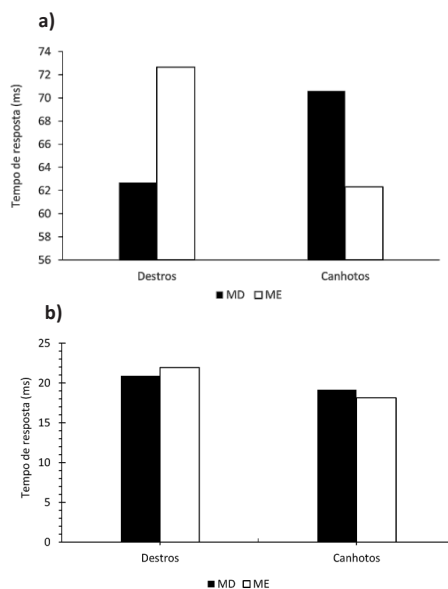 a)
Tempo de resposta (ms)
74
72
70
68
66
64
62
60
58
56
Destros
Canhotos
MD
ME
b)
Tempo de resposta (ms)
25
20
15
10
5
0
Destros
Canhotos
MD
ME